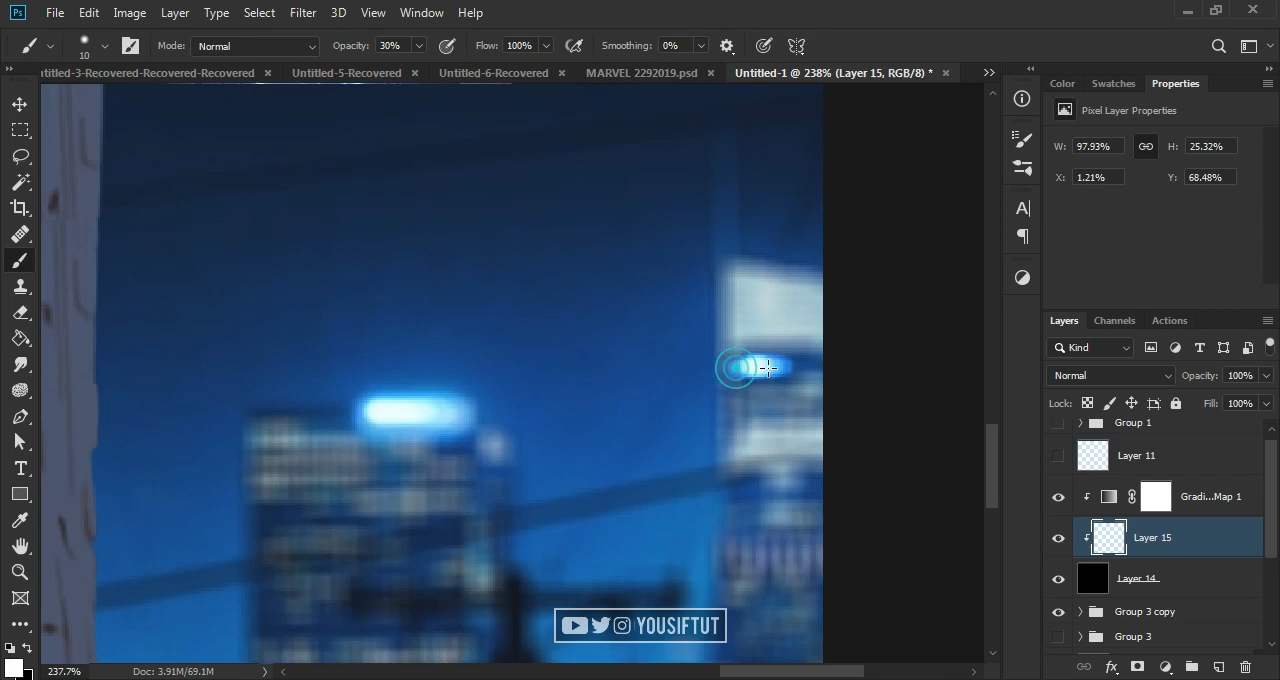 Ps File Edit Image Layer Type Select Filter 3D View Window Help
10 Mode: Normal Opacity: 30% Flow: 100% Smoothing: 0%
ntitled-3-Recovered-Recovered-Recovered × Untitled-5-Recovered × Untitled-6-Recovered × MARVEL 2292019.psd × Untitled-1 @ 238% (Layer 15, RGB/8) * ×
Color Swatches Properties
Pixel Layer Properties
W: 97.93% H: 25.32%
X: 1.21% Y: 68.48%
Layers Channels Actions
Kind
Normal Opacity: 100%
Lock: Fill: 100%
Group 1
Layer 11
Gradi...Map 1
Layer 15
Layer 14
Group 3 copy
Group 3
YOUSIFTUT
237.7% Doc: 3.91M/69.1M